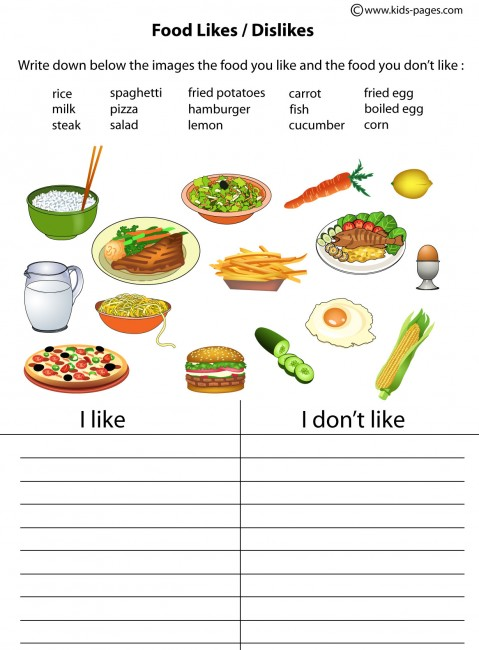 ©www.kids-pages.com
Food Likes / Dislikes
Write down below the images the food you like and the food you don't like :
rice spaghetti fried potatoes carrot fried egg
milk pizza hamburger fish boiled egg
steak salad lemon cucumber corn
I like I don't like